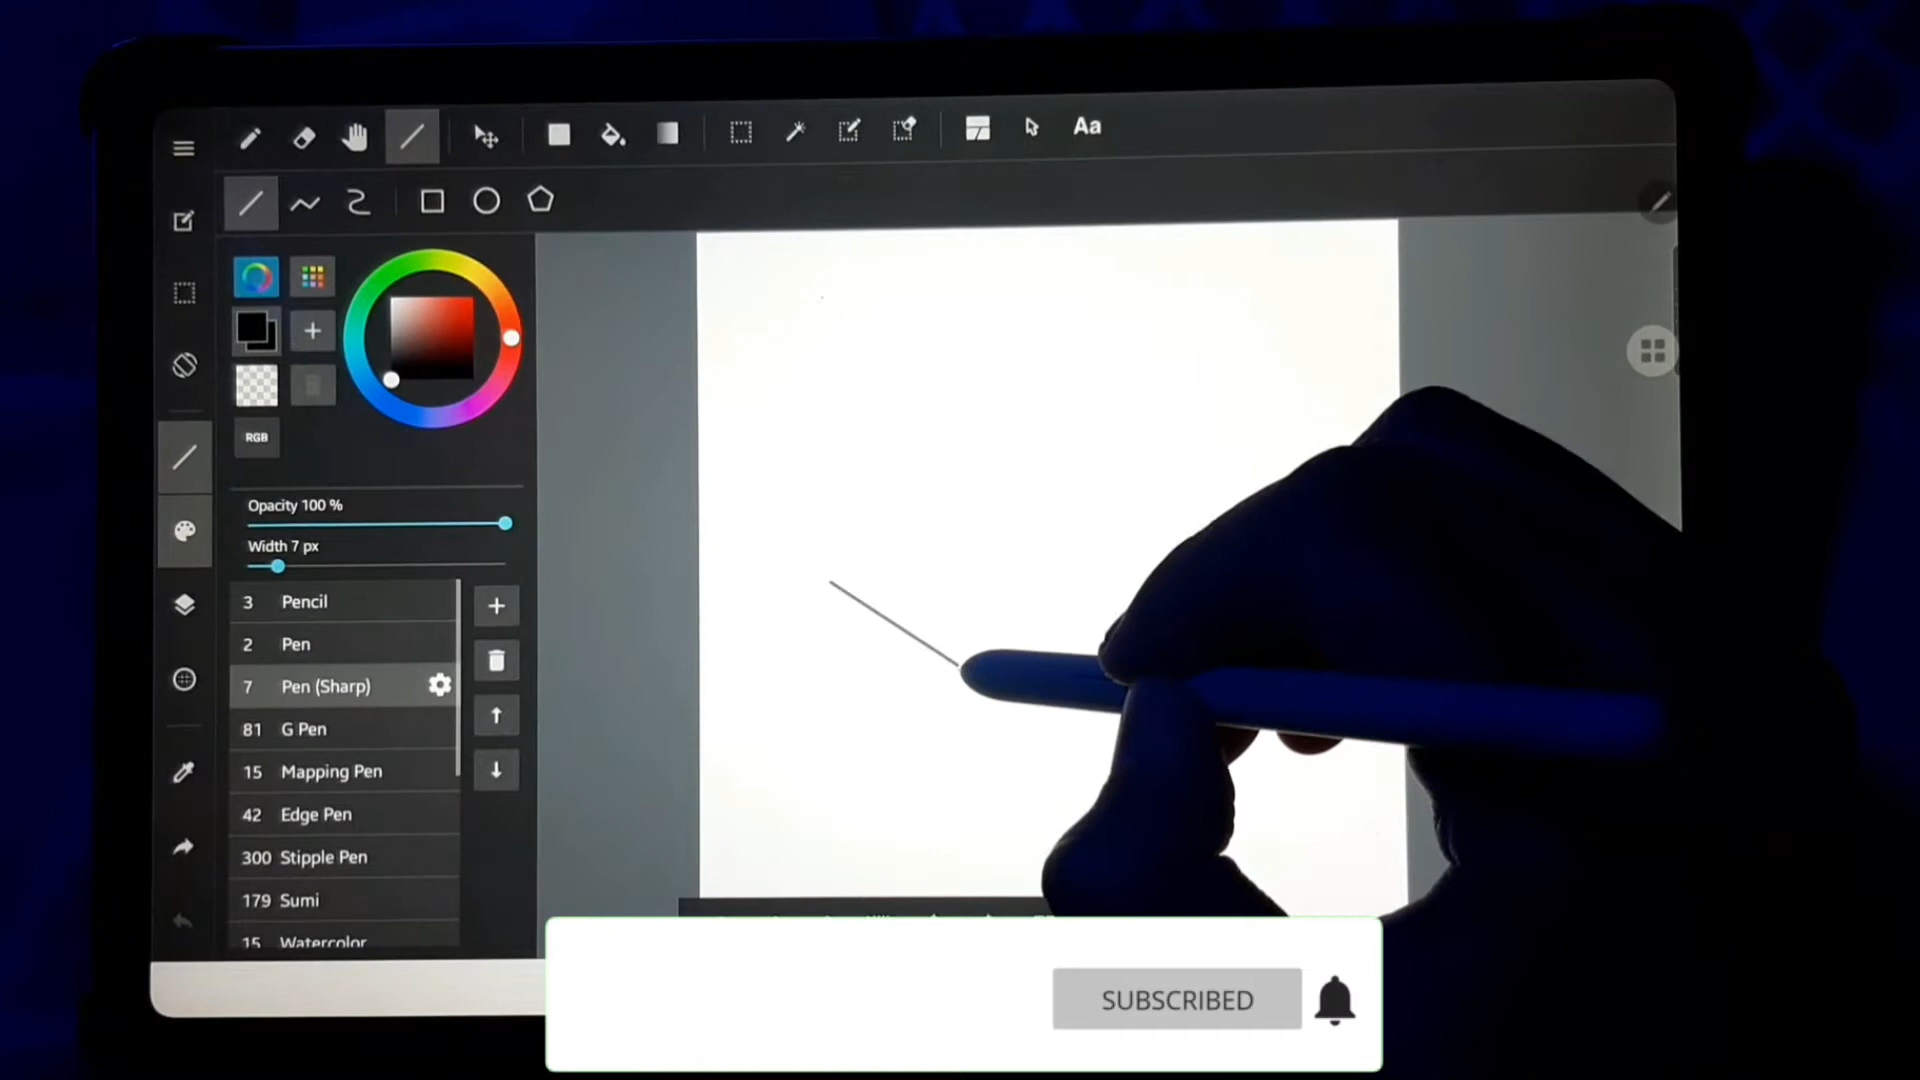 Aa
RGB
Opacity 100 %
Width 7 px
3 Pencil
2 Pen
7 Pen (Sharp)
81 G Pen
15 Mapping Pen
42 Edge Pen
300 Stipple Pen
179 Sumi
15 Watercolor
SUBSCRIBED